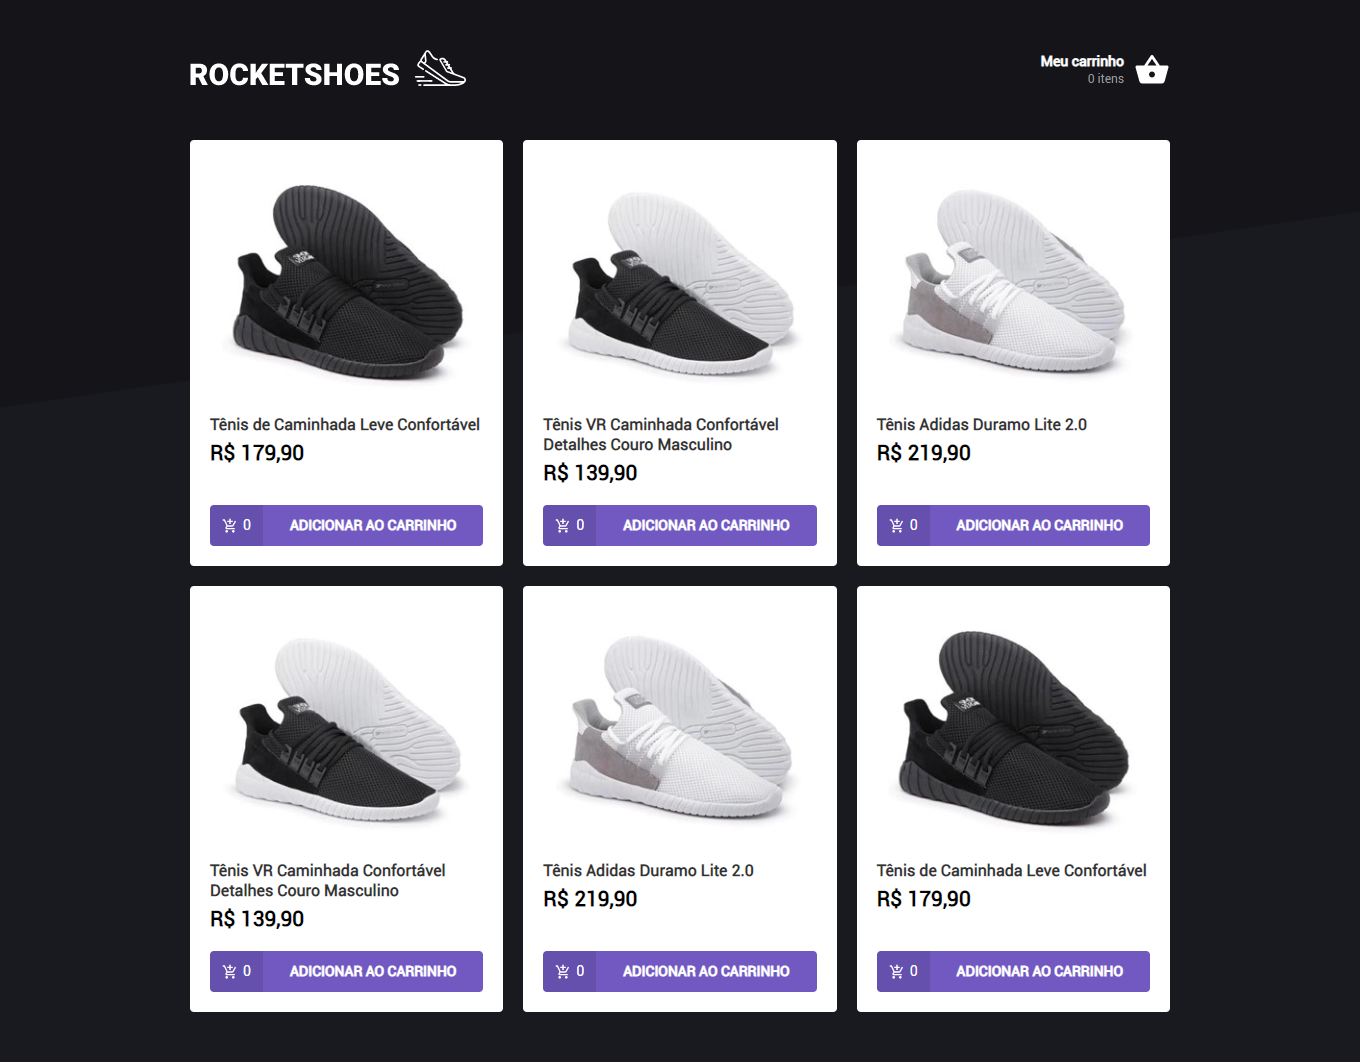 ROCKETSHOES
Meu carrinho
0 itens
Tênis de Caminhada Leve Confortável
R$ 179,90
0 ADICIONAR AO CARRINHO
Tênis VR Caminhada Confortável
Detalhes Couro Masculino
R$ 139,90
0 ADICIONAR AO CARRINHO
Tênis Adidas Duramo Lite 2.0
R$ 219,90
0 ADICIONAR AO CARRINHO
Tênis VR Caminhada Confortável
Detalhes Couro Masculino
R$ 139,90
0 ADICIONAR AO CARRINHO
Tênis Adidas Duramo Lite 2.0
R$ 219,90
0 ADICIONAR AO CARRINHO
Tênis de Caminhada Leve Confortável
R$ 179,90
0 ADICIONAR AO CARRINHO